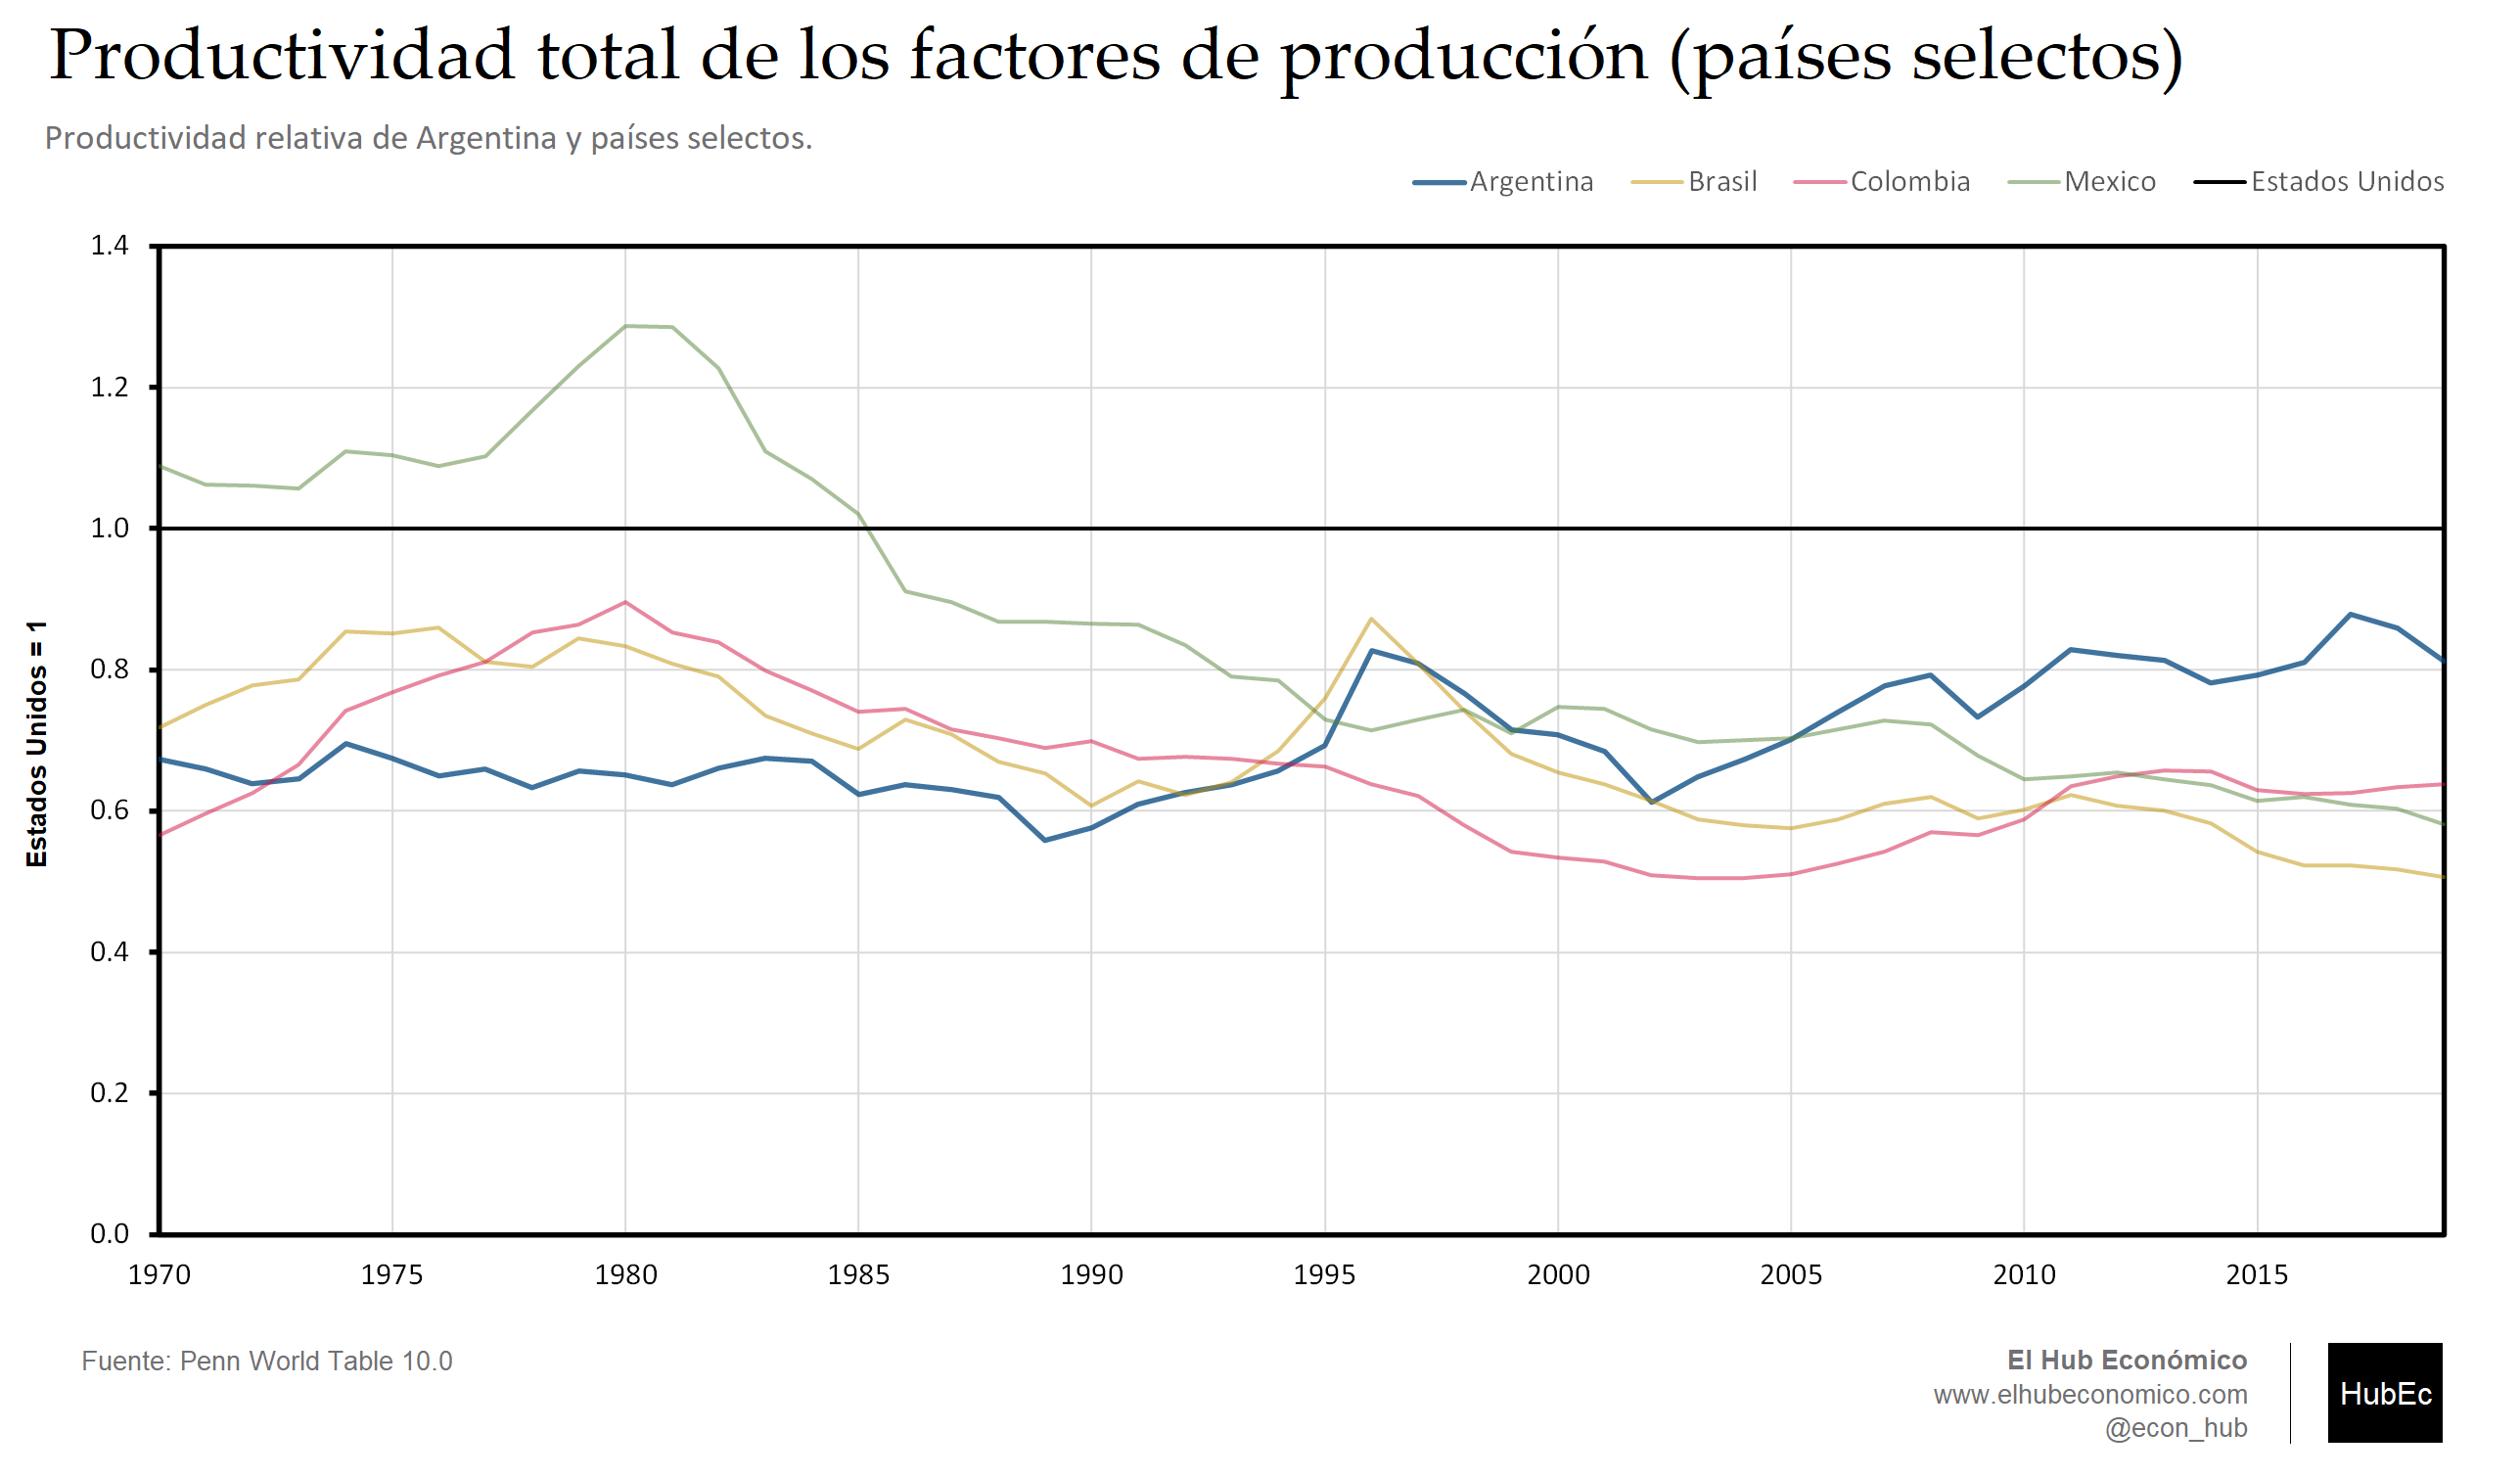 Productividad total de los factores de producción (países selectos)
Productividad relativa de Argentina y países selectos.
Argentina Brasil Colombia Mexico Estados Unidos
1.4
1.2
1.0
0.8
0.6
0.4
0.2
0.0
Estados Unidos = 1
1970 1975 1980 1985 1990 1995 2000 2005 2010 2015
Fuente: Penn World Table 10.0
El Hub Económico
www.elhubeconomico.com
@econ_hub
HubEc